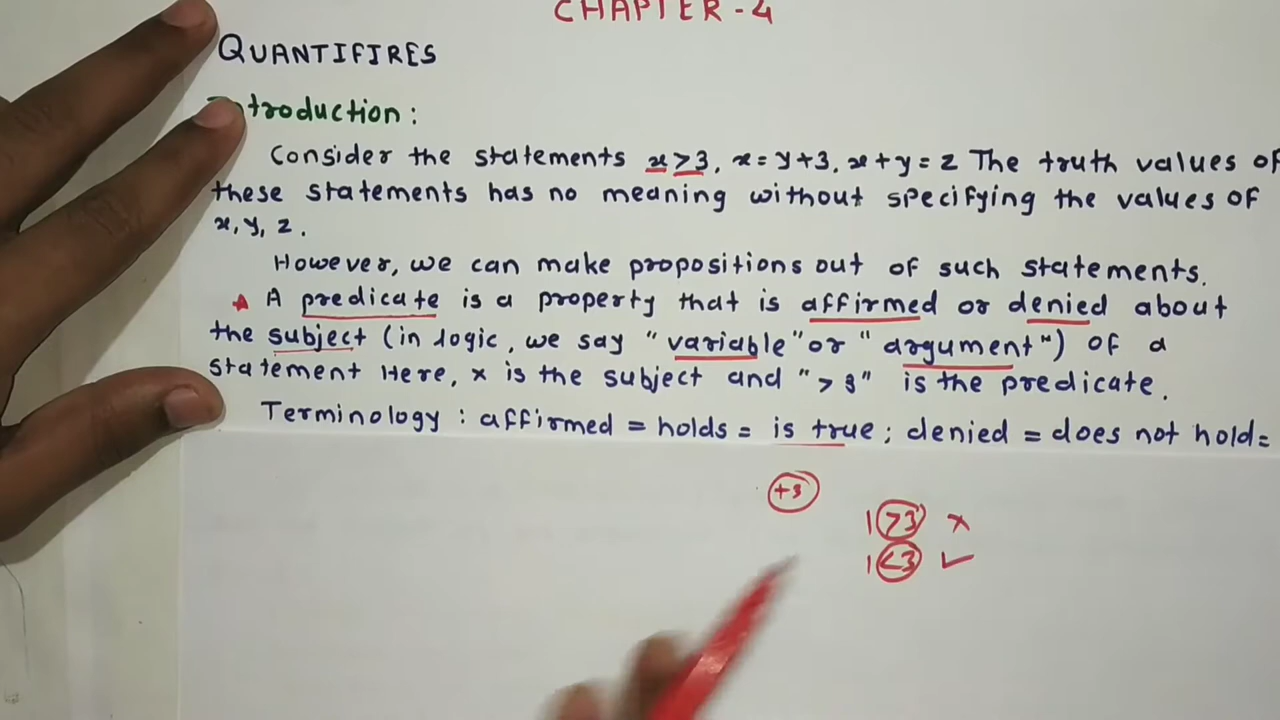 CHAPTER - 4
QUANTIFIRES
Introduction :
Consider the statements x > 3, x = y + 3, x + y = z The truth values of
these statements has no meaning without specifying the values of
x, y, z.
However, we can make propositions out of such statements.
A predicate is a property that is affirmed or denied about
the subject (in logic, we say "variable" or "argument") of a
statement Here, x is the subject and "> 3" is the predicate.
Terminology : affirmed = holds = is true ; denied = does not hold =
+3
1 > 3 ×
1 < 3 ✓